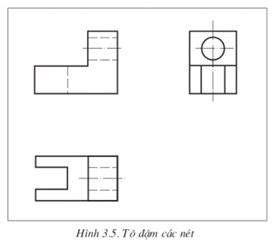 Hình 3.5. Tô đậm các nét